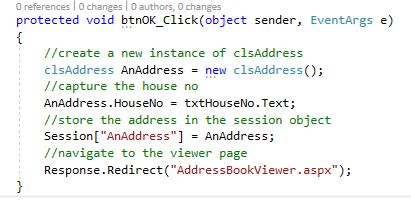 0 references | 0 changes | 0 authors, 0 changes
protected void btnOK_Click(object sender, EventArgs e)
{
//create a new instance of clsAddress
clsAddress AnAddress = new clsAddress();
//capture the house no
AnAddress.HouseNo = txtHouseNo.Text;
//store the address in the session object
Session["AnAddress"] = AnAddress;
//navigate to the viewer page
Response.Redirect("AddressBookViewer.aspx");
}